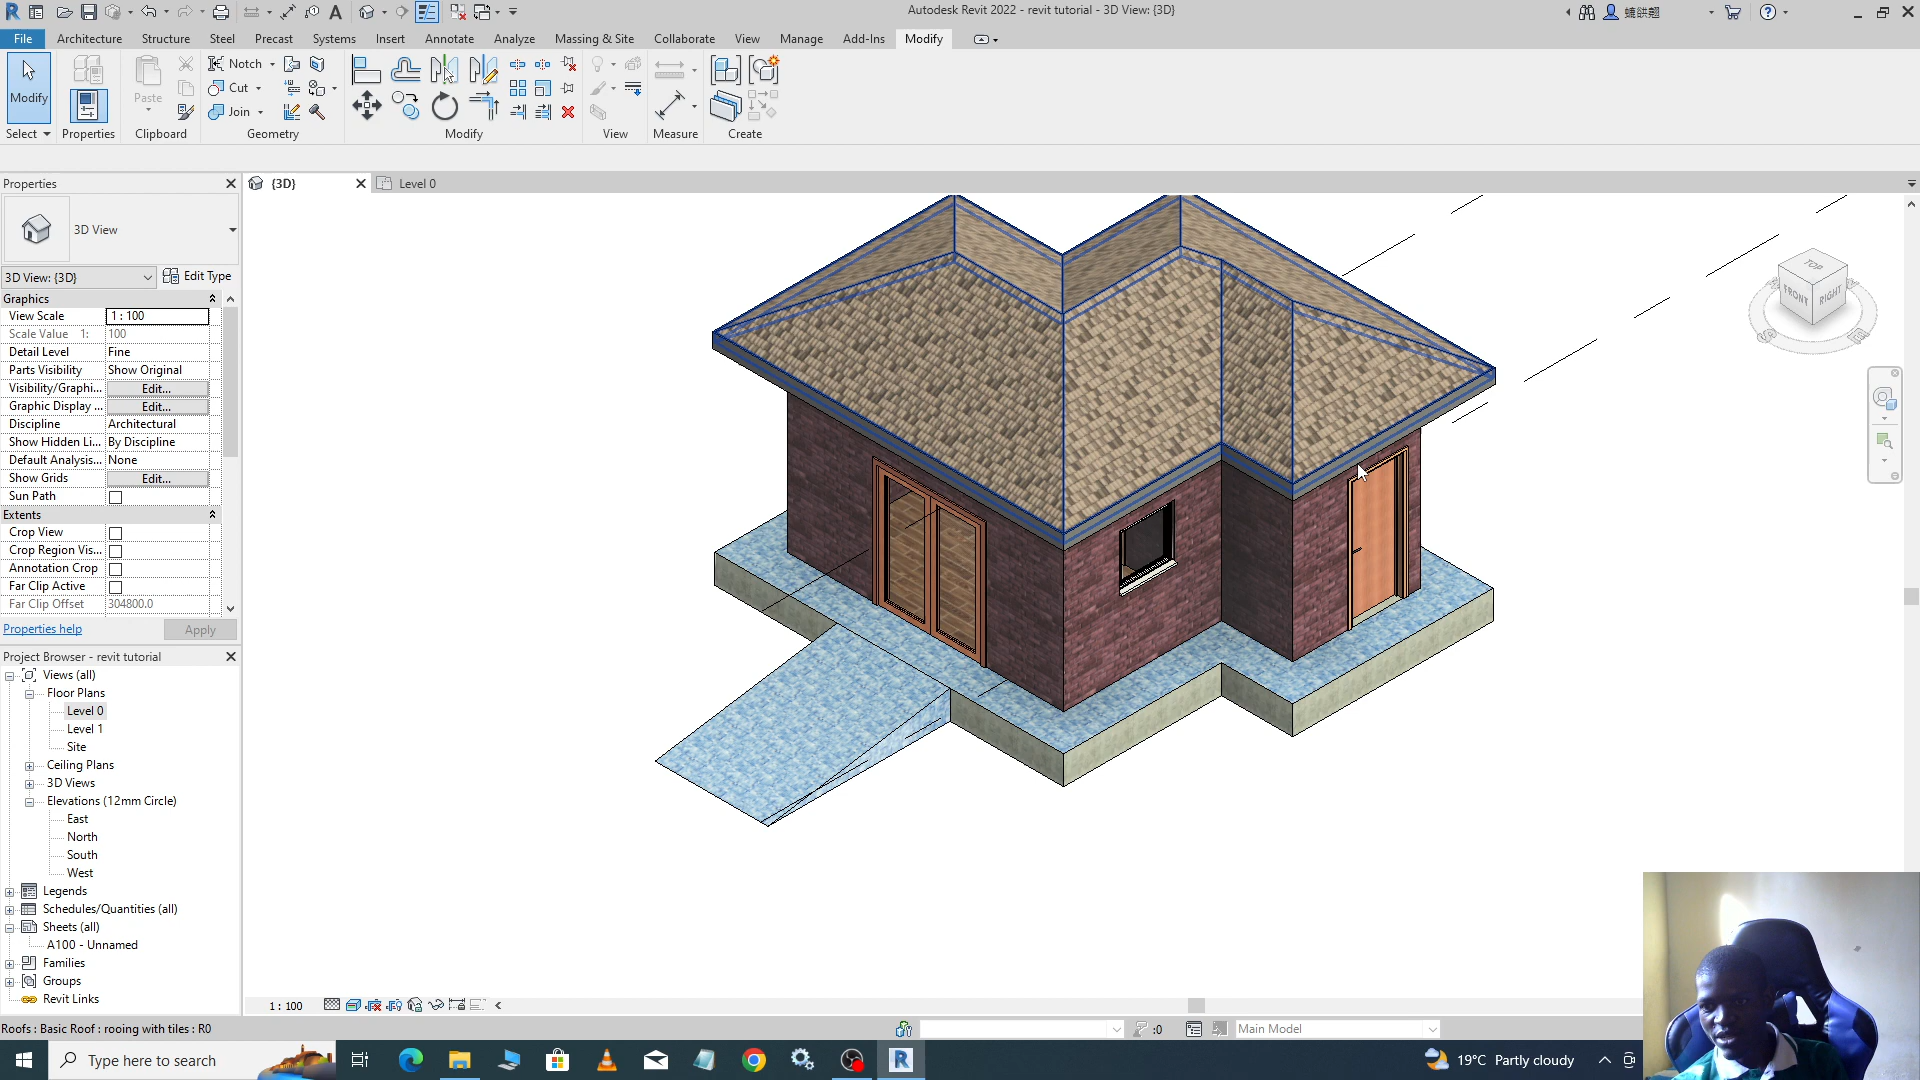 Autodesk Revit 2022 - revit tutorial - 3D View: {3D}
File Architecture Structure Steel Precast Systems Insert Annotate Analyze Massing & Site Collaborate View Manage Add-Ins Modify
Modify
Paste
Notch
Cut
Join
Select Properties Clipboard Geometry Modify View Measure Create
Properties
{3D}
Level 0
3D View
3D View: {3D}
Edit Type
Graphics
View Scale 1 : 100
Scale Value 1: 100
Detail Level Fine
Parts Visibility Show Original
Visibility/Graphi... Edit...
Graphic Display ... Edit...
Discipline Architectural
Show Hidden Li... By Discipline
Default Analysis... None
Show Grids Edit...
Sun Path
Extents
Crop View
Crop Region Vis...
Annotation Crop
Far Clip Active
Far Clip Offset 304800.0
Properties help Apply
Project Browser - revit tutorial
Views (all)
Floor Plans
Level 0
Level 1
Site
Ceiling Plans
3D Views
Elevations (12mm Circle)
East
North
South
West
Legends
Schedules/Quantities (all)
Sheets (all)
A100 - Unnamed
Families
Groups
Revit Links
TOP
FRONT
RIGHT
1 : 100
Roofs : Basic Roof : rooing with tiles : R0
:0
Main Model
Type here to search
19°C Partly cloudy